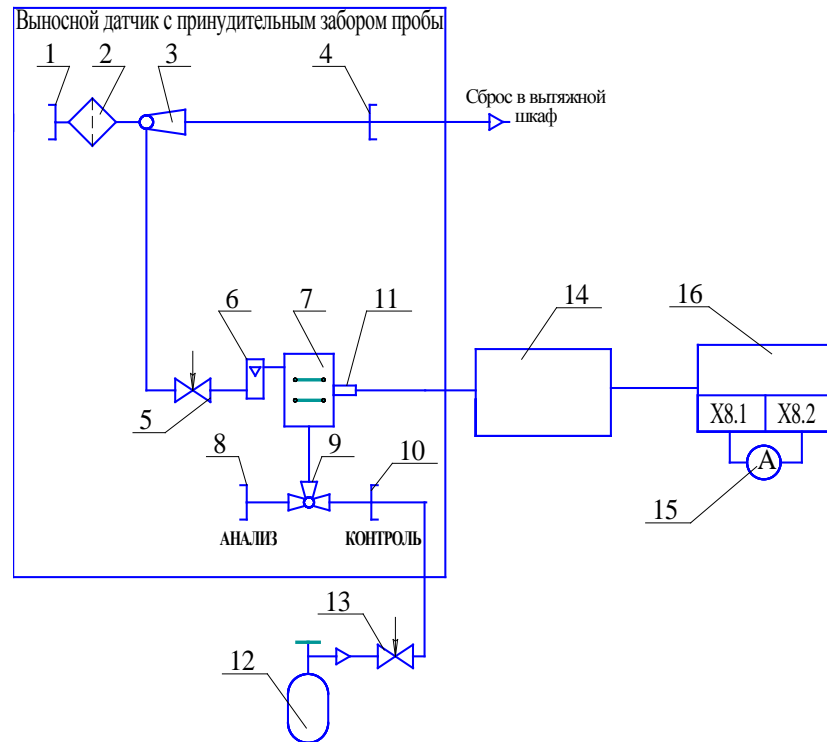 Выносной датчик с принудительным забором пробы
1 2 3 4
Сброс в вытяжной
шкаф
6 7 11 14 16
5
X8.1 X8.2
A
8 9 10 15
АНАЛИЗ КОНТРОЛЬ
13
12